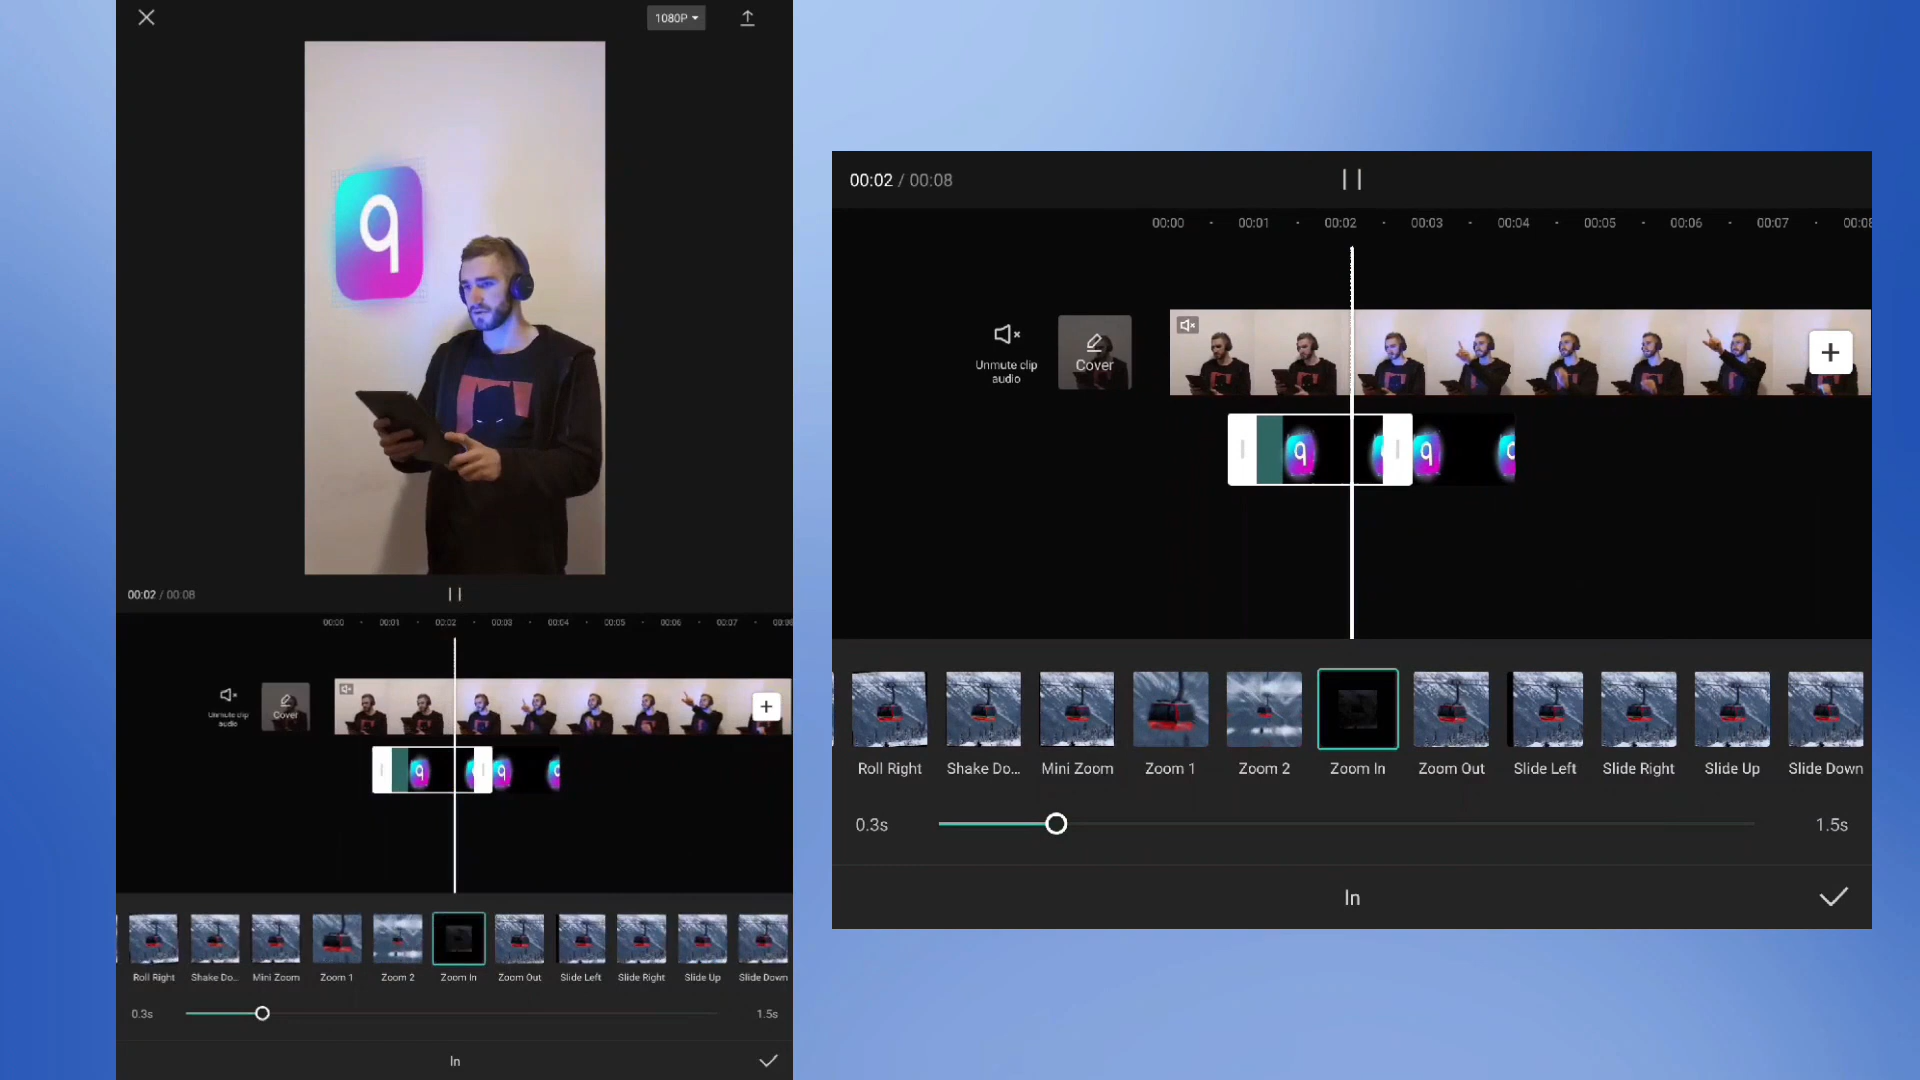 1080P
q
00:02 / 00:08
00:00 00:01 00:02 00:03 00:04 00:05 00:06 00:07 00:08
Unmute clip
audio
Cover
q q
Roll Right Shake Do... Mini Zoom Zoom 1 Zoom 2 Zoom In Zoom Out Slide Left Slide Right Slide Up Slide Down
0.3s 1.5s
In
00:02 / 00:08
00:00 00:01 00:02 00:03 00:04 00:05 00:06 00:07 00:08
Unmute clip
audio
Cover
q q
Roll Right Shake Do... Mini Zoom Zoom 1 Zoom 2 Zoom In Zoom Out Slide Left Slide Right Slide Up Slide Down
0.3s 1.5s
In